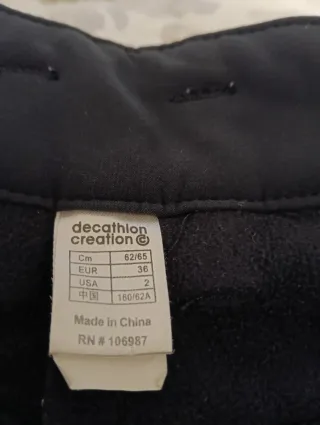 decathlon
creation ©
Cm 62/65
EUR 36
USA 2
中国 160/62A
Made in China
RN # 106987